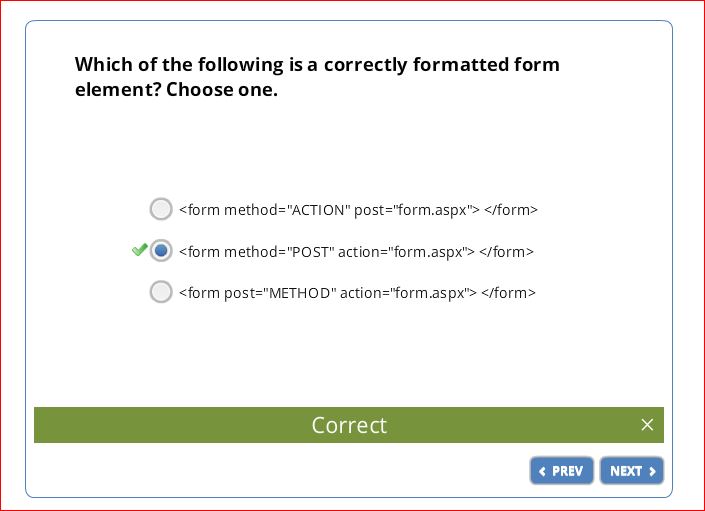 Which of the following is a correctly formatted form
element? Choose one.
<form method="ACTION" post="form.aspx"> </form>
<form method="POST" action="form.aspx"> </form>
<form post="METHOD" action="form.aspx"> </form>
Correct
PREV
NEXT